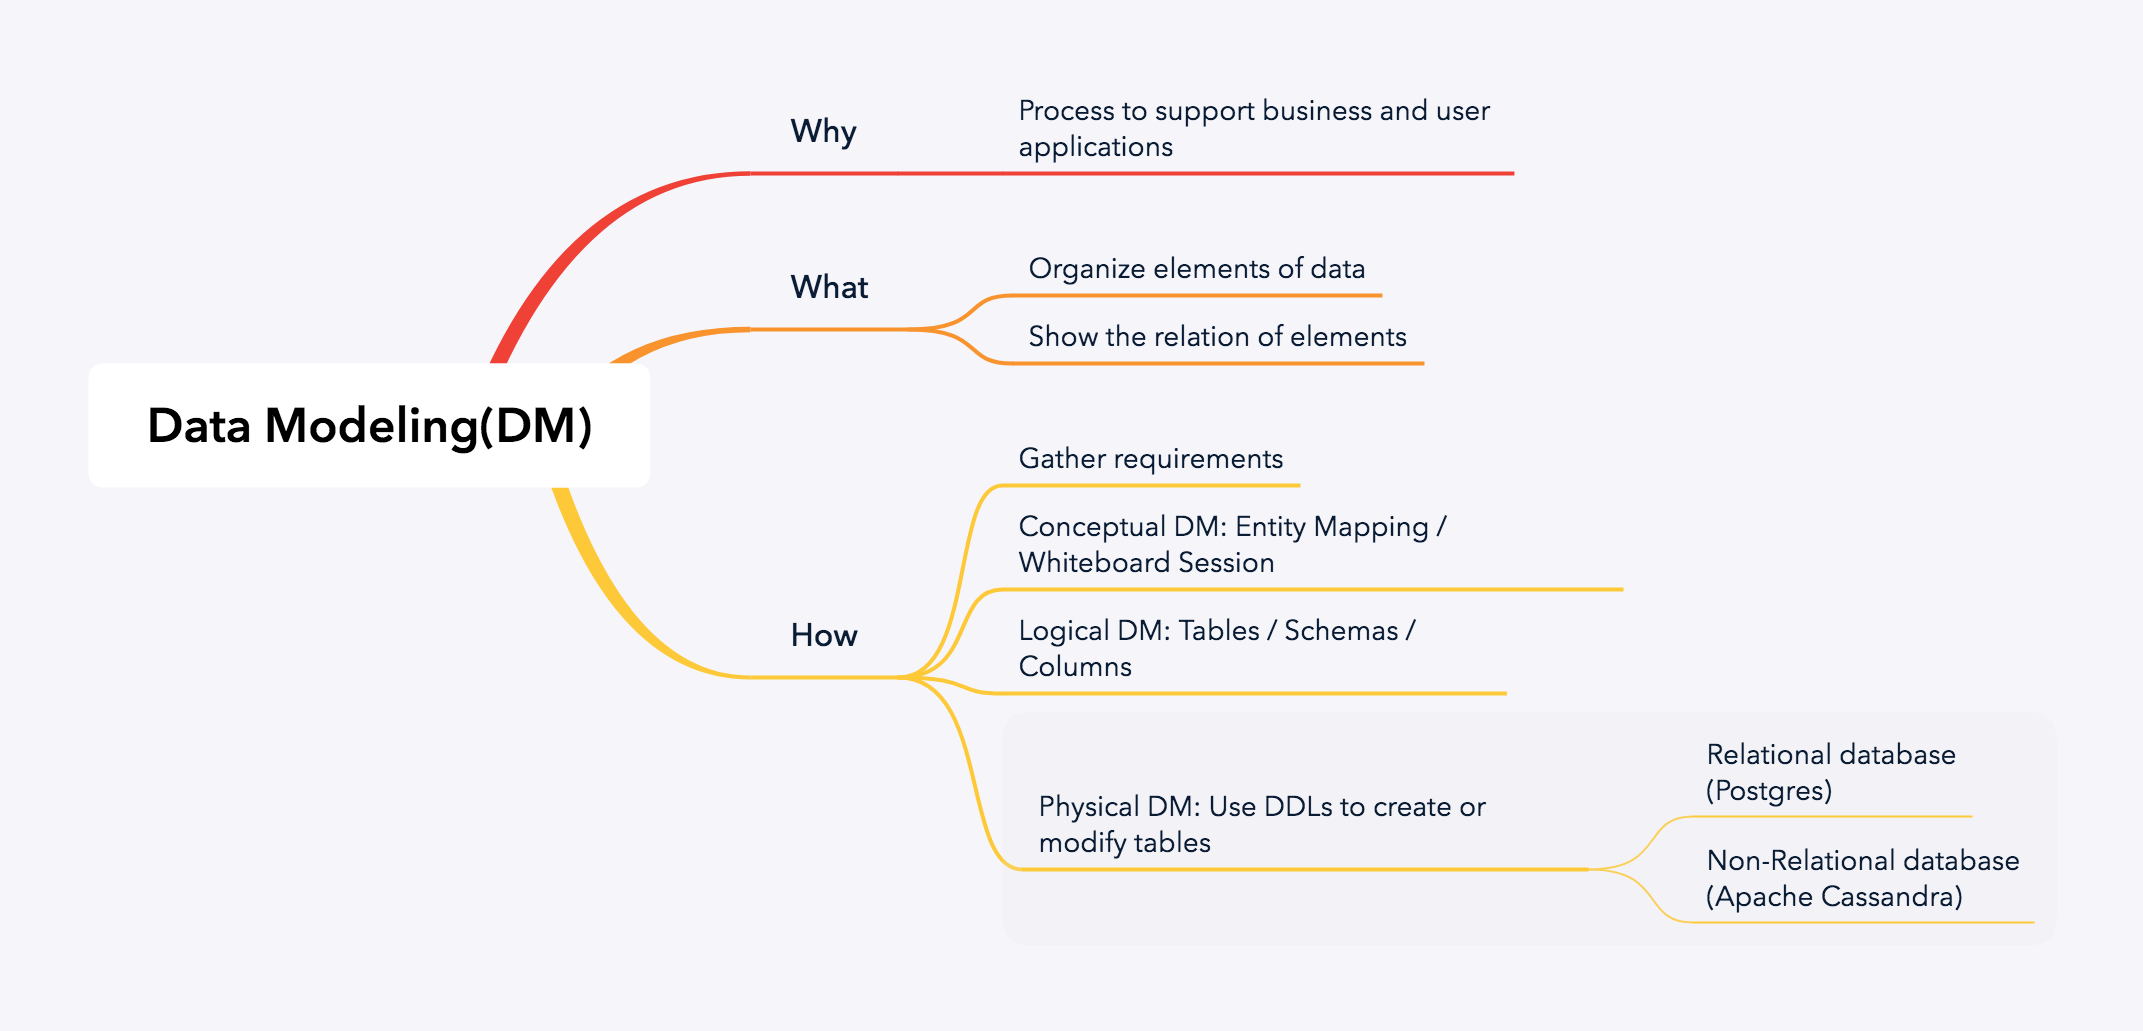 Why
Process to support business and user
applications
What
Organize elements of data
Show the relation of elements
Data Modeling(DM)
How
Gather requirements
Conceptual DM: Entity Mapping /
Whiteboard Session
Logical DM: Tables / Schemas /
Columns
Physical DM: Use DDLs to create or
modify tables
Relational database
(Postgres)
Non-Relational database
(Apache Cassandra)